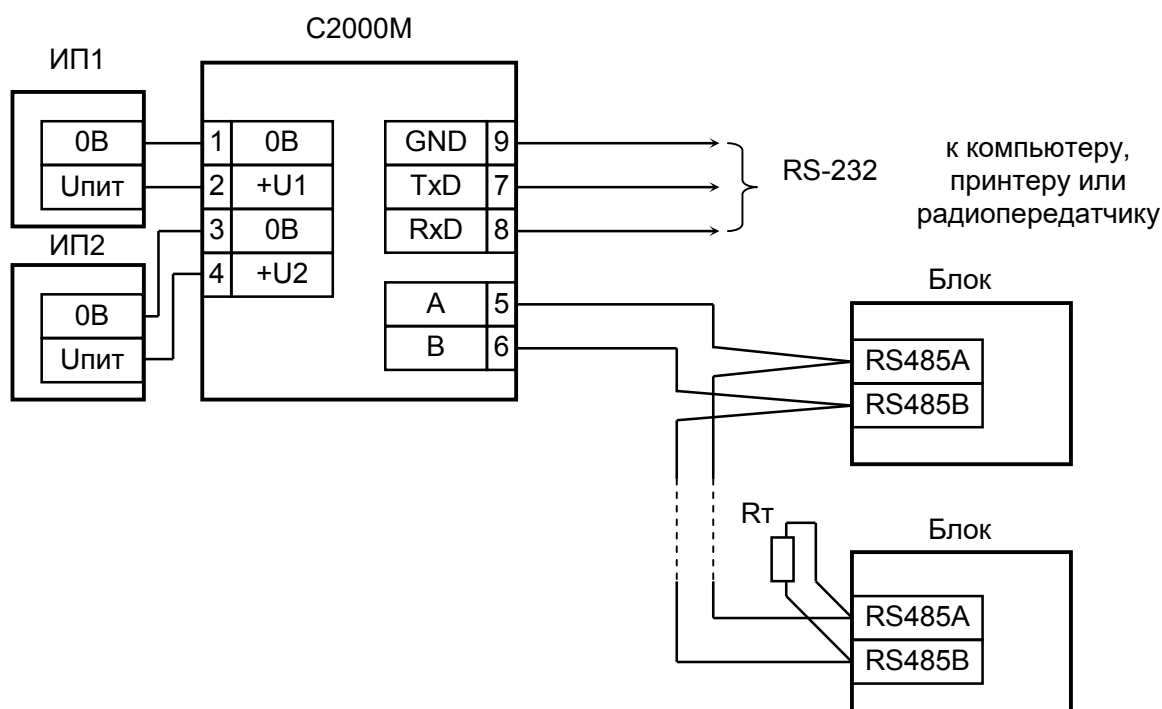 С2000М
ИП1
0В
Uпит
ИП2
0В
Uпит
1 0В
2 +U1
3 0В
4 +U2
GND 9
TxD 7
RxD 8
A 5
B 6
RS-232
к компьютеру,
принтеру или
радиопередатчику
Блок
RS485A
RS485B
Rт
Блок
RS485A
RS485B